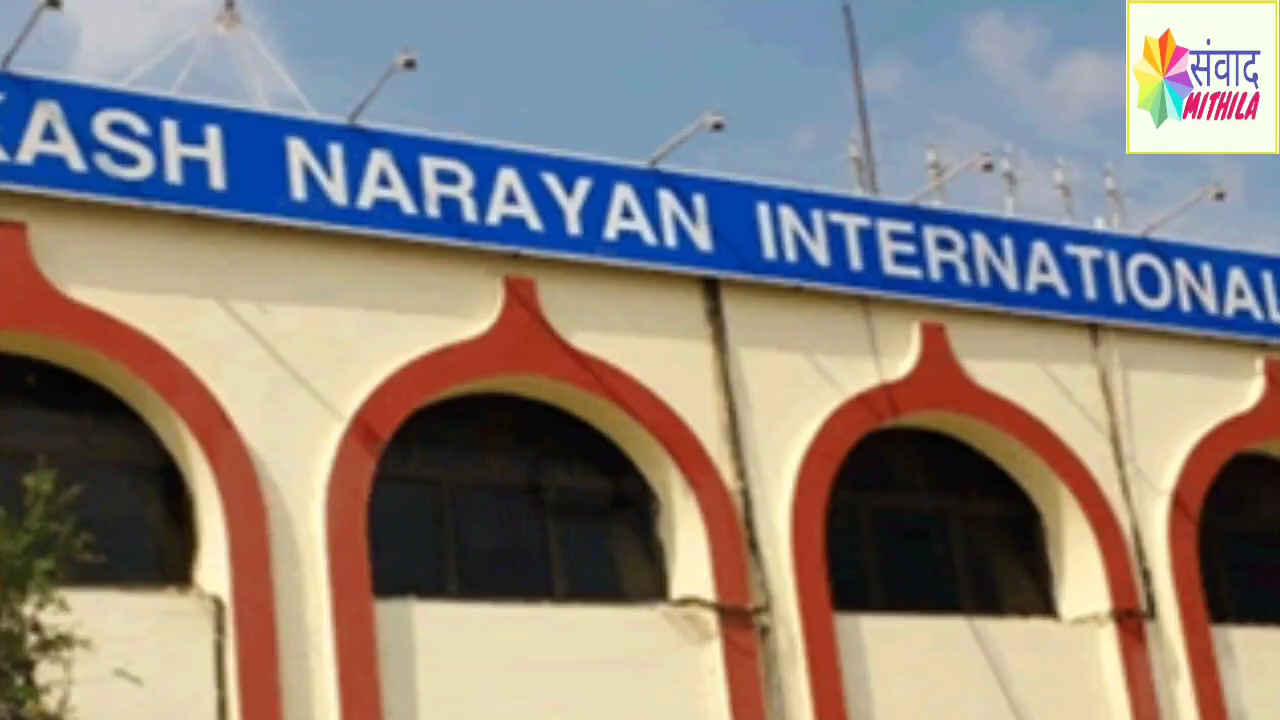 KASH NARAYAN INTERNATIONAL
संवाद
MITHILA